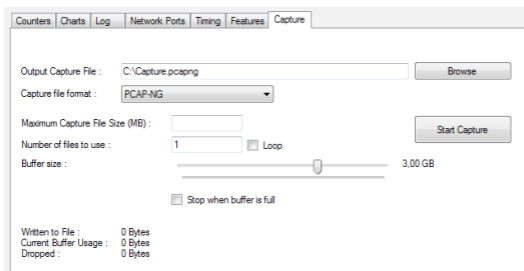 Counters Charts Log Network Ports Timing Features Capture
Output Capture File : C:\Capture.pcapng Browse
Capture file format : PCAP-NG
Maximum Capture File Size (MB) : Start Capture
Number of files to use : 1 Loop
Buffer size : 3,00 GB
Stop when buffer is full
Written to File : 0 Bytes
Current Buffer Usage : 0 Bytes
Dropped : 0 Bytes